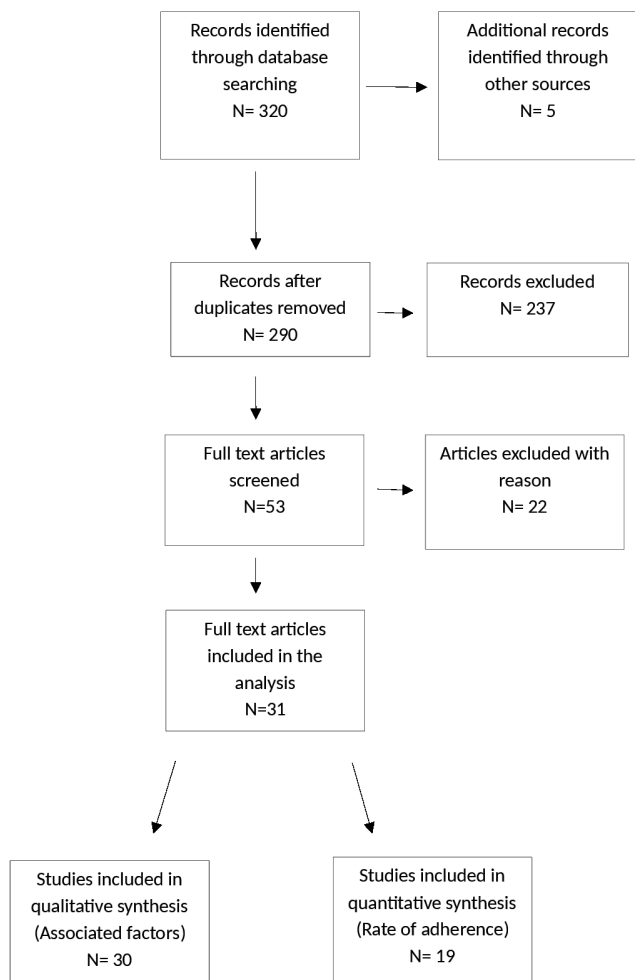 Records identified
through database
searching
N= 320
Additional records
identified through
other sources
N= 5
Records after
duplicates removed
N= 290
Records excluded
N= 237
Full text articles
screened
N=53
Articles excluded with
reason
N= 22
Full text articles
included in the
analysis
N=31
Studies included in
qualitative synthesis
(Associated factors)
N= 30
Studies included in
quantitative synthesis
(Rate of adherence)
N= 19